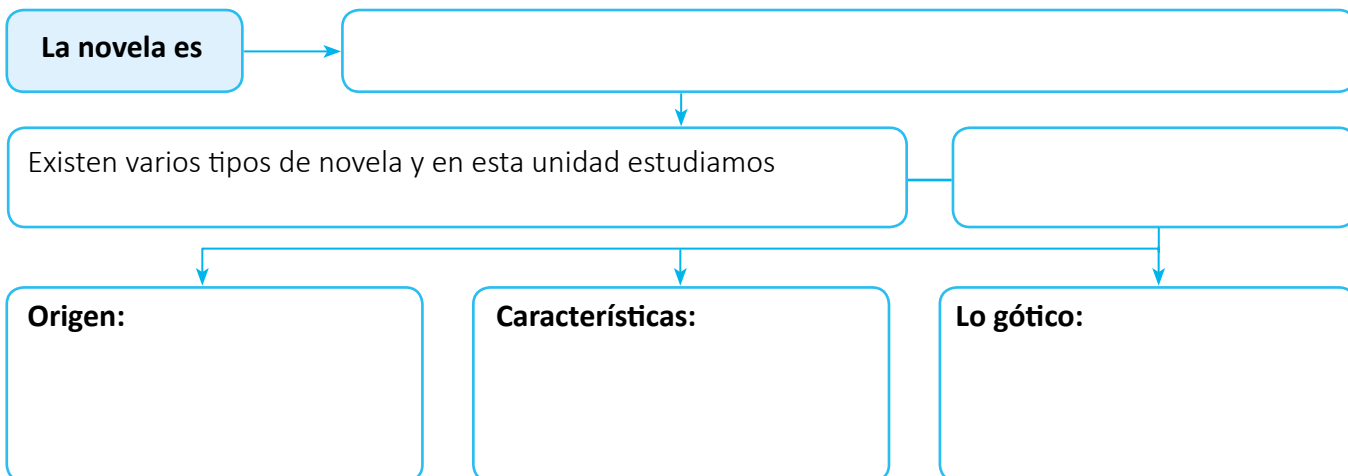 La novela es
Existen varios tipos de novela y en esta unidad estudiamos
Origen:
Características:
Lo gótico: